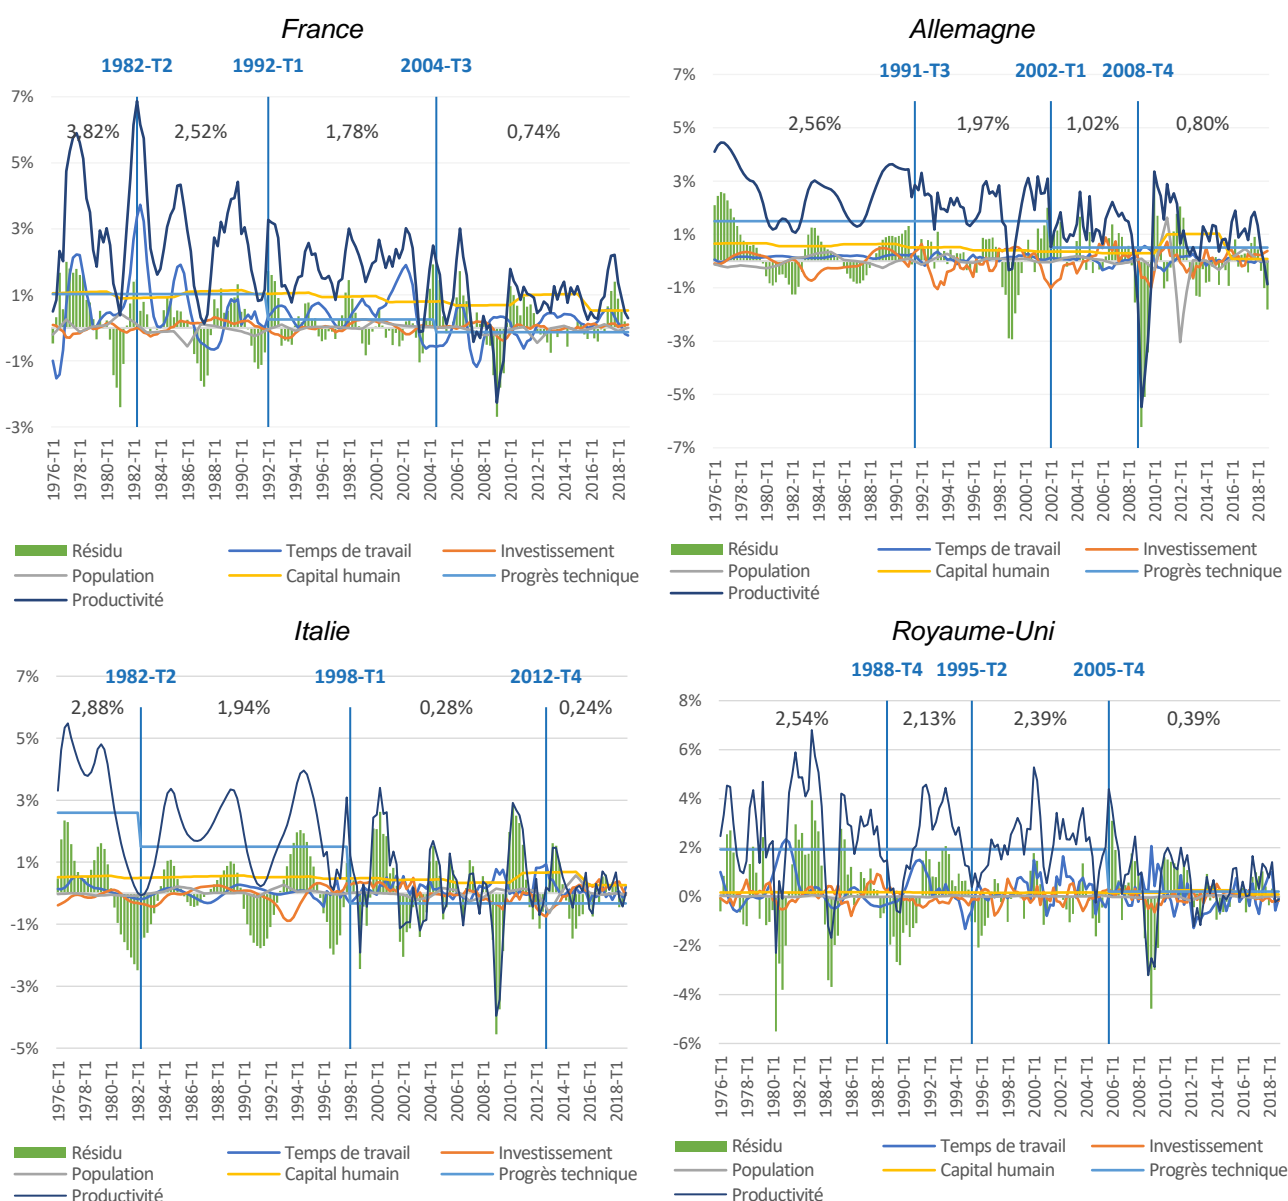 France
1982-T2 1992-T1 2004-T3
7%
5%
3%
1%
-1%
-3%
3,82% 2,52% 1,78% 0,74%
1976-T1 1978-T1 1980-T1 1982-T1 1984-T1 1986-T1 1988-T1 1990-T1 1992-T1 1994-T1 1996-T1 1998-T1 2000-T1 2002-T1 2004-T1 2006-T1 2008-T1 2010-T1 2012-T1 2014-T1 2016-T1 2018-T1
Résidu Temps de travail Investissement
Population Capital humain Progrès technique
Productivité
Allemagne
1991-T3 2002-T1 2008-T4
7%
5%
3%
1%
-1%
-3%
-5%
-7%
2,56% 1,97% 1,02% 0,80%
1976-T1 1978-T1 1980-T1 1982-T1 1984-T1 1986-T1 1988-T1 1990-T1 1992-T1 1994-T1 1996-T1 1998-T1 2000-T1 2002-T1 2004-T1 2006-T1 2008-T1 2010-T1 2012-T1 2014-T1 2016-T1 2018-T1
Résidu Temps de travail Investissement
Population Capital humain Progrès technique
Productivité
Italie
1982-T2 1998-T1 2012-T4
7%
5%
3%
1%
-1%
-3%
-5%
2,88% 1,94% 0,28% 0,24%
1976-T1 1978-T1 1980-T1 1982-T1 1984-T1 1986-T1 1988-T1 1990-T1 1992-T1 1994-T1 1996-T1 1998-T1 2000-T1 2002-T1 2004-T1 2006-T1 2008-T1 2010-T1 2012-T1 2014-T1 2016-T1 2018-T1
Résidu Temps de travail Investissement
Population Capital humain Progrès technique
Productivité
Royaume-Uni
1988-T4 1995-T2 2005-T4
8%
6%
4%
2%
0%
-2%
-4%
-6%
2,54% 2,13% 2,39% 0,39%
1976-T1 1978-T1 1980-T1 1982-T1 1984-T1 1986-T1 1988-T1 1990-T1 1992-T1 1994-T1 1996-T1 1998-T1 2000-T1 2002-T1 2004-T1 2006-T1 2008-T1 2010-T1 2012-T1 2014-T1 2016-T1 2018-T1
Résidu Temps de travail Investissement
Population Capital humain Progrès technique
Productivité